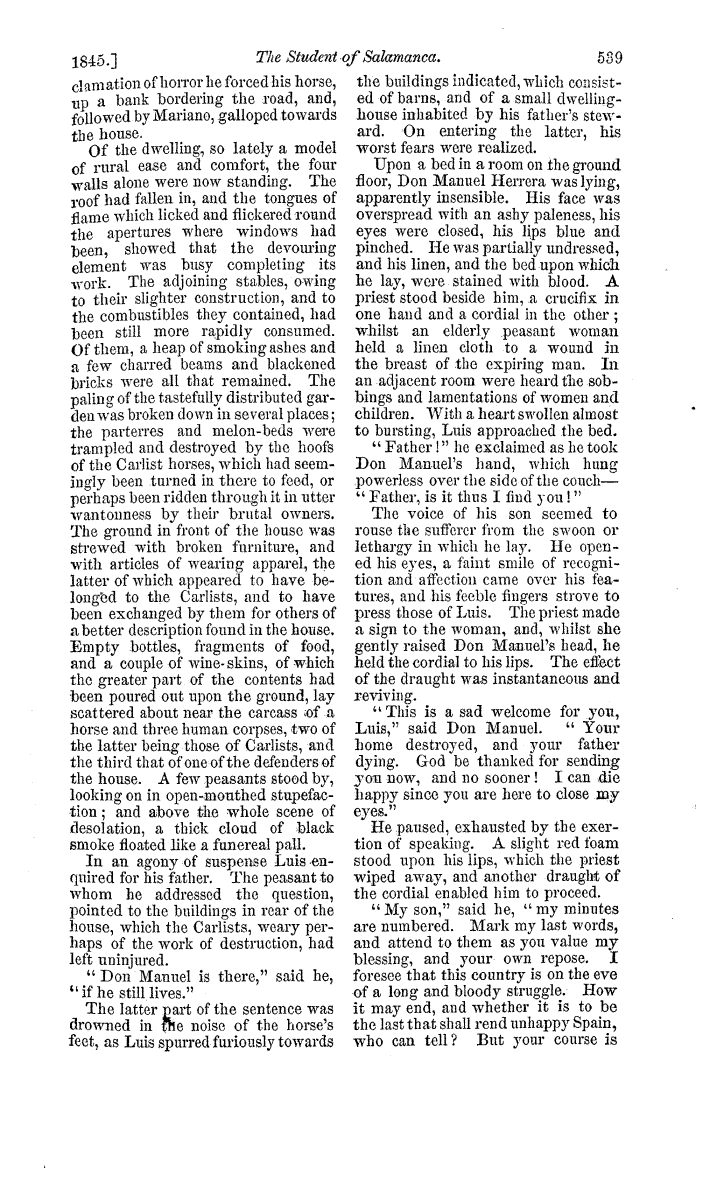 1845.] The Student of Salamanca. 539
clamation of horror he forced his horse,
up a bank bordering the road, and,
followed by Mariano, galloped towards
the house.
Of the dwelling, so lately a model
of rural ease and comfort, the four
walls alone were now standing. The
roof had fallen in, and the tongues of
flame which licked and flickered round
the apertures where windows had
been, showed that the devouring
element was busy completing its
work. The adjoining stables, owing
to their slighter construction, and to
the combustibles they contained, had
been still more rapidly consumed.
Of them, a heap of smoking ashes and
a few charred beams and blackened
bricks were all that remained. The
paling of the tastefully distributed gar-
den was broken down in several places;
the parterres and melon-beds were
trampled and destroyed by the hoofs
of the Carlist horses, which had seem-
ingly been turned in there to feed, or
perhaps been ridden through it in utter
wantonness by their brutal owners.
The ground in front of the house was
strewed with broken furniture, and
with articles of wearing apparel, the
latter of which appeared to have be-
longed to the Carlists, and to have
been exchanged by them for others of
a better description found in the house.
Empty bottles, fragments of food,
and a couple of wine-skins, of which
the greater part of the contents had
been poured out upon the ground, lay
scattered about near the carcass of a
horse and three human corpses, two of
the latter being those of Carlists, and
the third that of one of the defenders of
the house. A few peasants stood by,
looking on in open-mouthed stupefac-
tion; and above the whole scene of
desolation, a thick cloud of black
smoke floated like a funereal pall.
In an agony of suspense Luis en-
quired for his father. The peasant to
whom he addressed the question,
pointed to the buildings in rear of the
house, which the Carlists, weary per-
haps of the work of destruction, had
left uninjured.
"Don Manuel is there," said he,
"if he still lives."
The latter part of the sentence was
drowned in the noise of the horse's
feet, as Luis spurred furiously towards
the buildings indicated, which consist-
ed of barns, and of a small dwelling-
house inhabited by his father's stew-
ard. On entering the latter, his
worst fears were realized.
Upon a bed in a room on the ground
floor, Don Manuel Herrera was lying,
apparently insensible. His face was
overspread with an ashy paleness, his
eyes were closed, his lips blue and
pinched. He was partially undressed,
and his linen, and the bed upon which
he lay, were stained with blood. A
priest stood beside him, a crucifix in
one hand and a cordial in the other;
whilst an elderly peasant woman
held a linen cloth to a wound in
the breast of the expiring man. In
an adjacent room were heard the sob-
bings and lamentations of women and
children. With a heart swollen almost
to bursting, Luis approached the bed.
"Father!" he exclaimed as he took
Don Manuel's hand, which hung
powerless over the side of the couch—
"Father, is it thus I find you!"
The voice of his son seemed to
rouse the sufferer from the swoon or
lethargy in which he lay. He open-
ed his eyes, a faint smile of recogni-
tion and affection came over his fea-
tures, and his feeble fingers strove to
press those of Luis. The priest made
a sign to the woman, and, whilst she
gently raised Don Manuel's head, he
held the cordial to his lips. The effect
of the draught was instantaneous and
reviving.
"This is a sad welcome for you,
Luis," said Don Manuel. "Your
home destroyed, and your father
dying. God be thanked for sending
you now, and no sooner! I can die
happy since you are here to close my
eyes."
He paused, exhausted by the exer-
tion of speaking. A slight red foam
stood upon his lips, which the priest
wiped away, and another draught of
the cordial enabled him to proceed.
"My son," said he, "my minutes
are numbered. Mark my last words,
and attend to them as you value my
blessing, and your own repose. I
foresee that this country is on the eve
of a long and bloody struggle. How
it may end, and whether it is to be
the last that shall rend unhappy Spain,
who can tell? But your course is